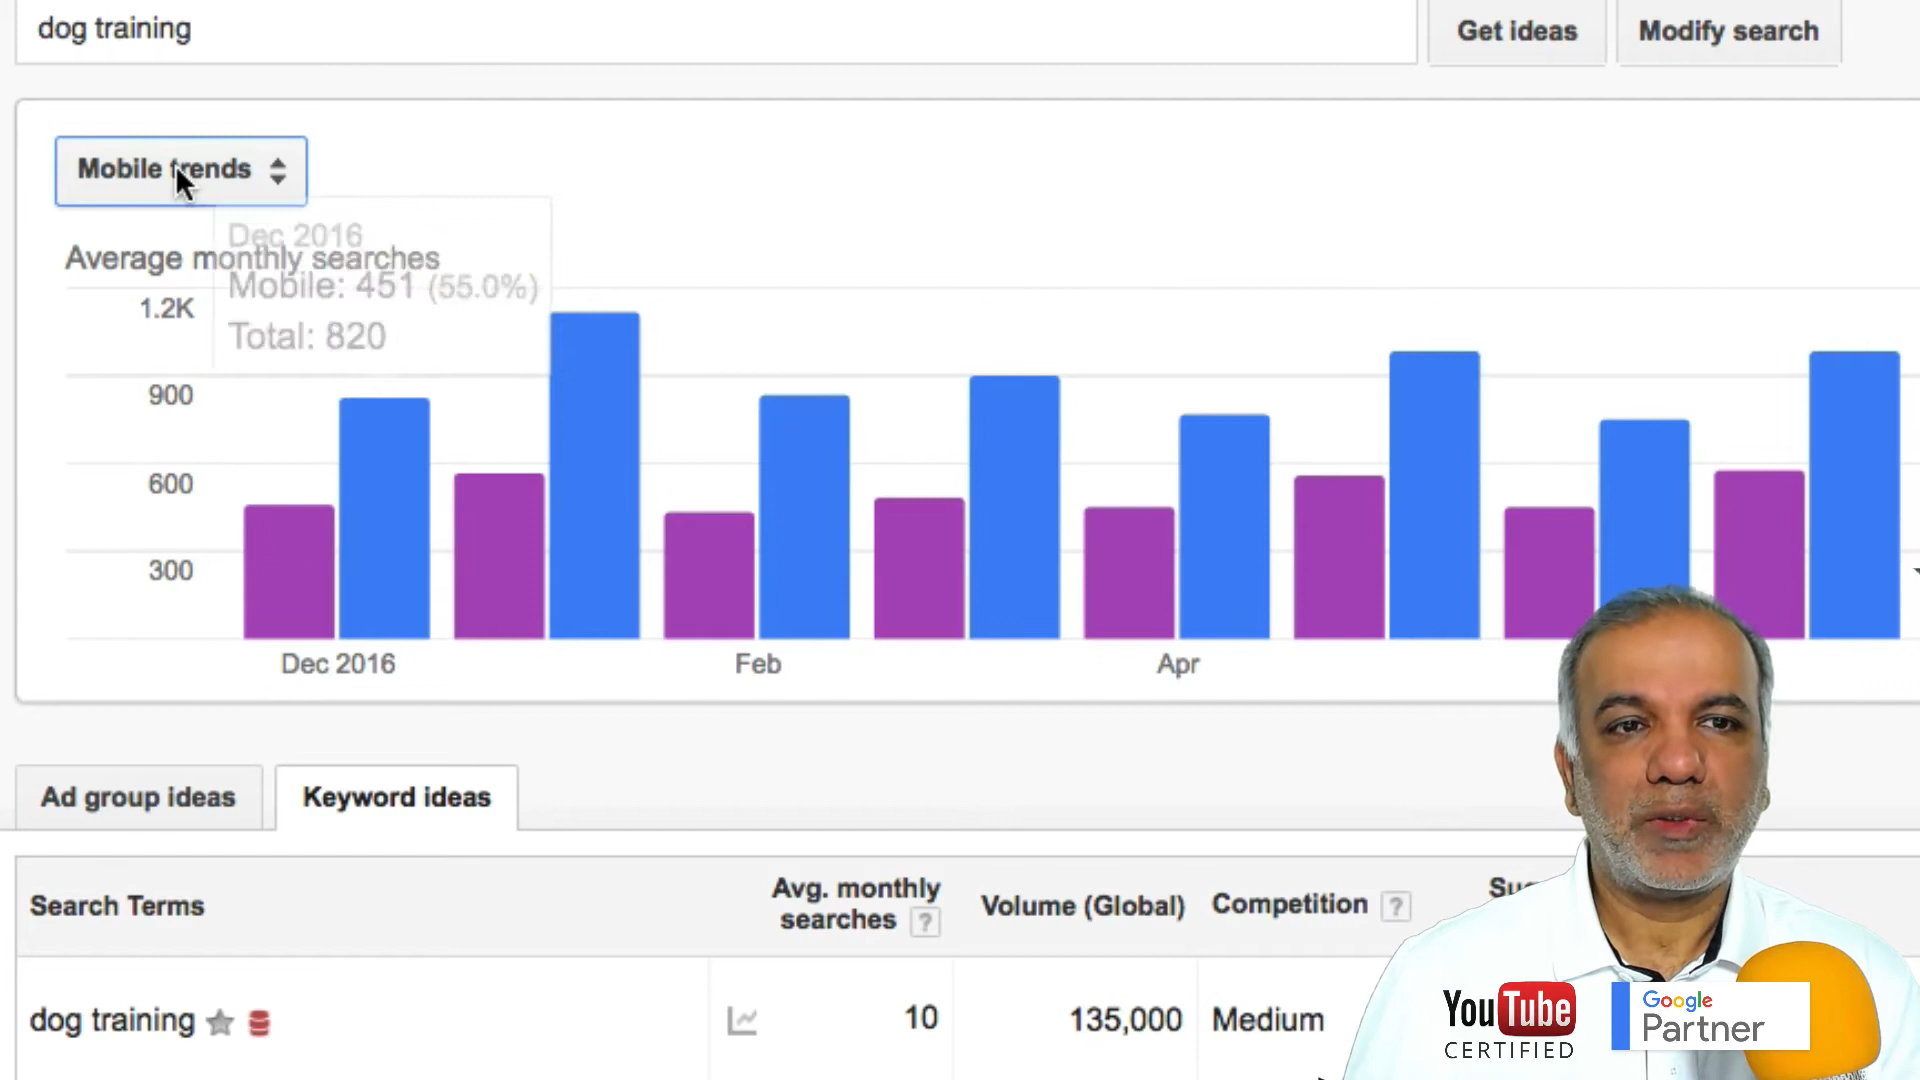 dog training
Get ideas
Modify search
Mobile trends
Dec 2016
Average monthly searches
Mobile: 451 (55.0%)
1.2K
Total: 820
900
600
300
Dec 2016
Feb
Apr
Ad group ideas
Keyword ideas
Search Terms
Avg. monthly
searches ?
Volume (Global)
Competition ?
dog training
10
135,000
Medium
YouTube
CERTIFIED
Google
Partner